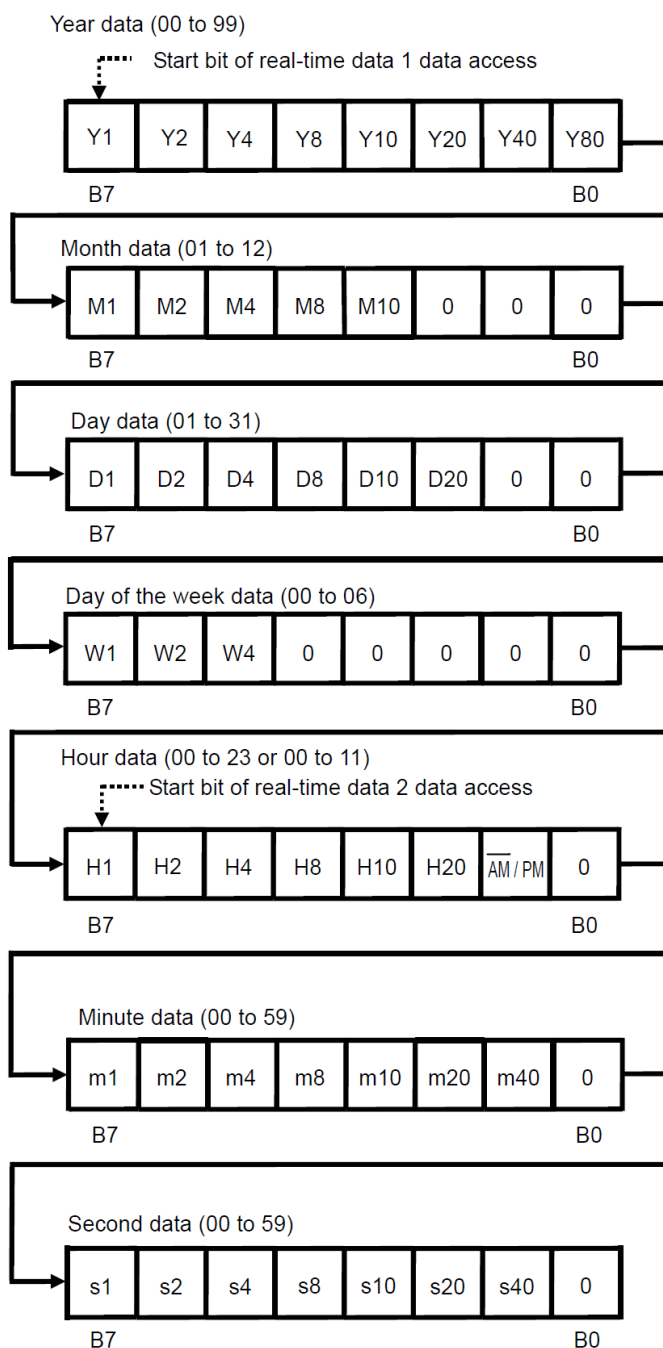 Year data (00 to 99)
Start bit of real-time data 1 data access
Y1 Y2 Y4 Y8 Y10 Y20 Y40 Y80
B7 B0
Month data (01 to 12)
M1 M2 M4 M8 M10 0 0 0
B7 B0
Day data (01 to 31)
D1 D2 D4 D8 D10 D20 0 0
B7 B0
Day of the week data (00 to 06)
W1 W2 W4 0 0 0 0 0
B7 B0
Hour data (00 to 23 or 00 to 11)
Start bit of real-time data 2 data access
H1 H2 H4 H8 H10 H20 A̅M̅ / PM 0
B7 B0
Minute data (00 to 59)
m1 m2 m4 m8 m10 m20 m40 0
B7 B0
Second data (00 to 59)
s1 s2 s4 s8 s10 s20 s40 0
B7 B0